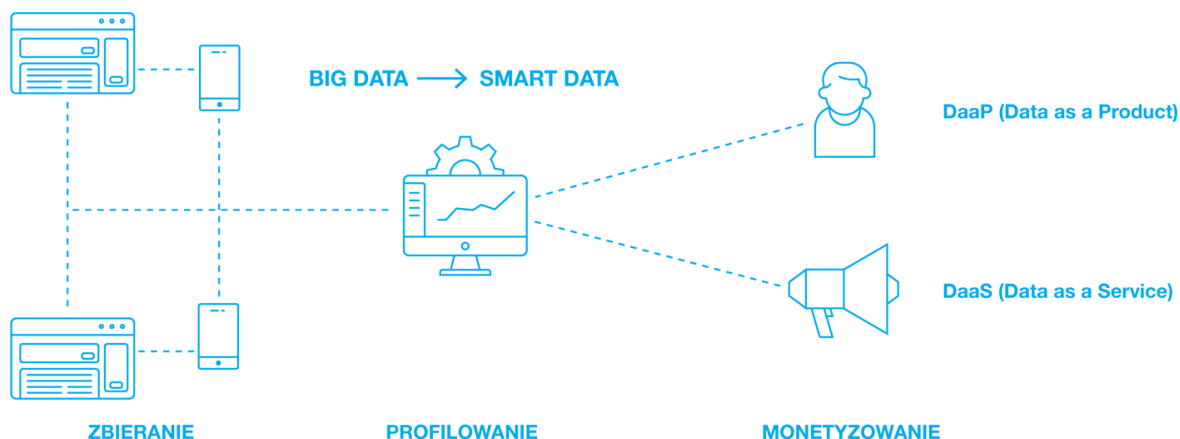 BIG DATA → SMART DATA
DaaP (Data as a Product)
DaaS (Data as a Service)
ZBIERANIE
PROFILOWANIE
MONETYZOWANIE